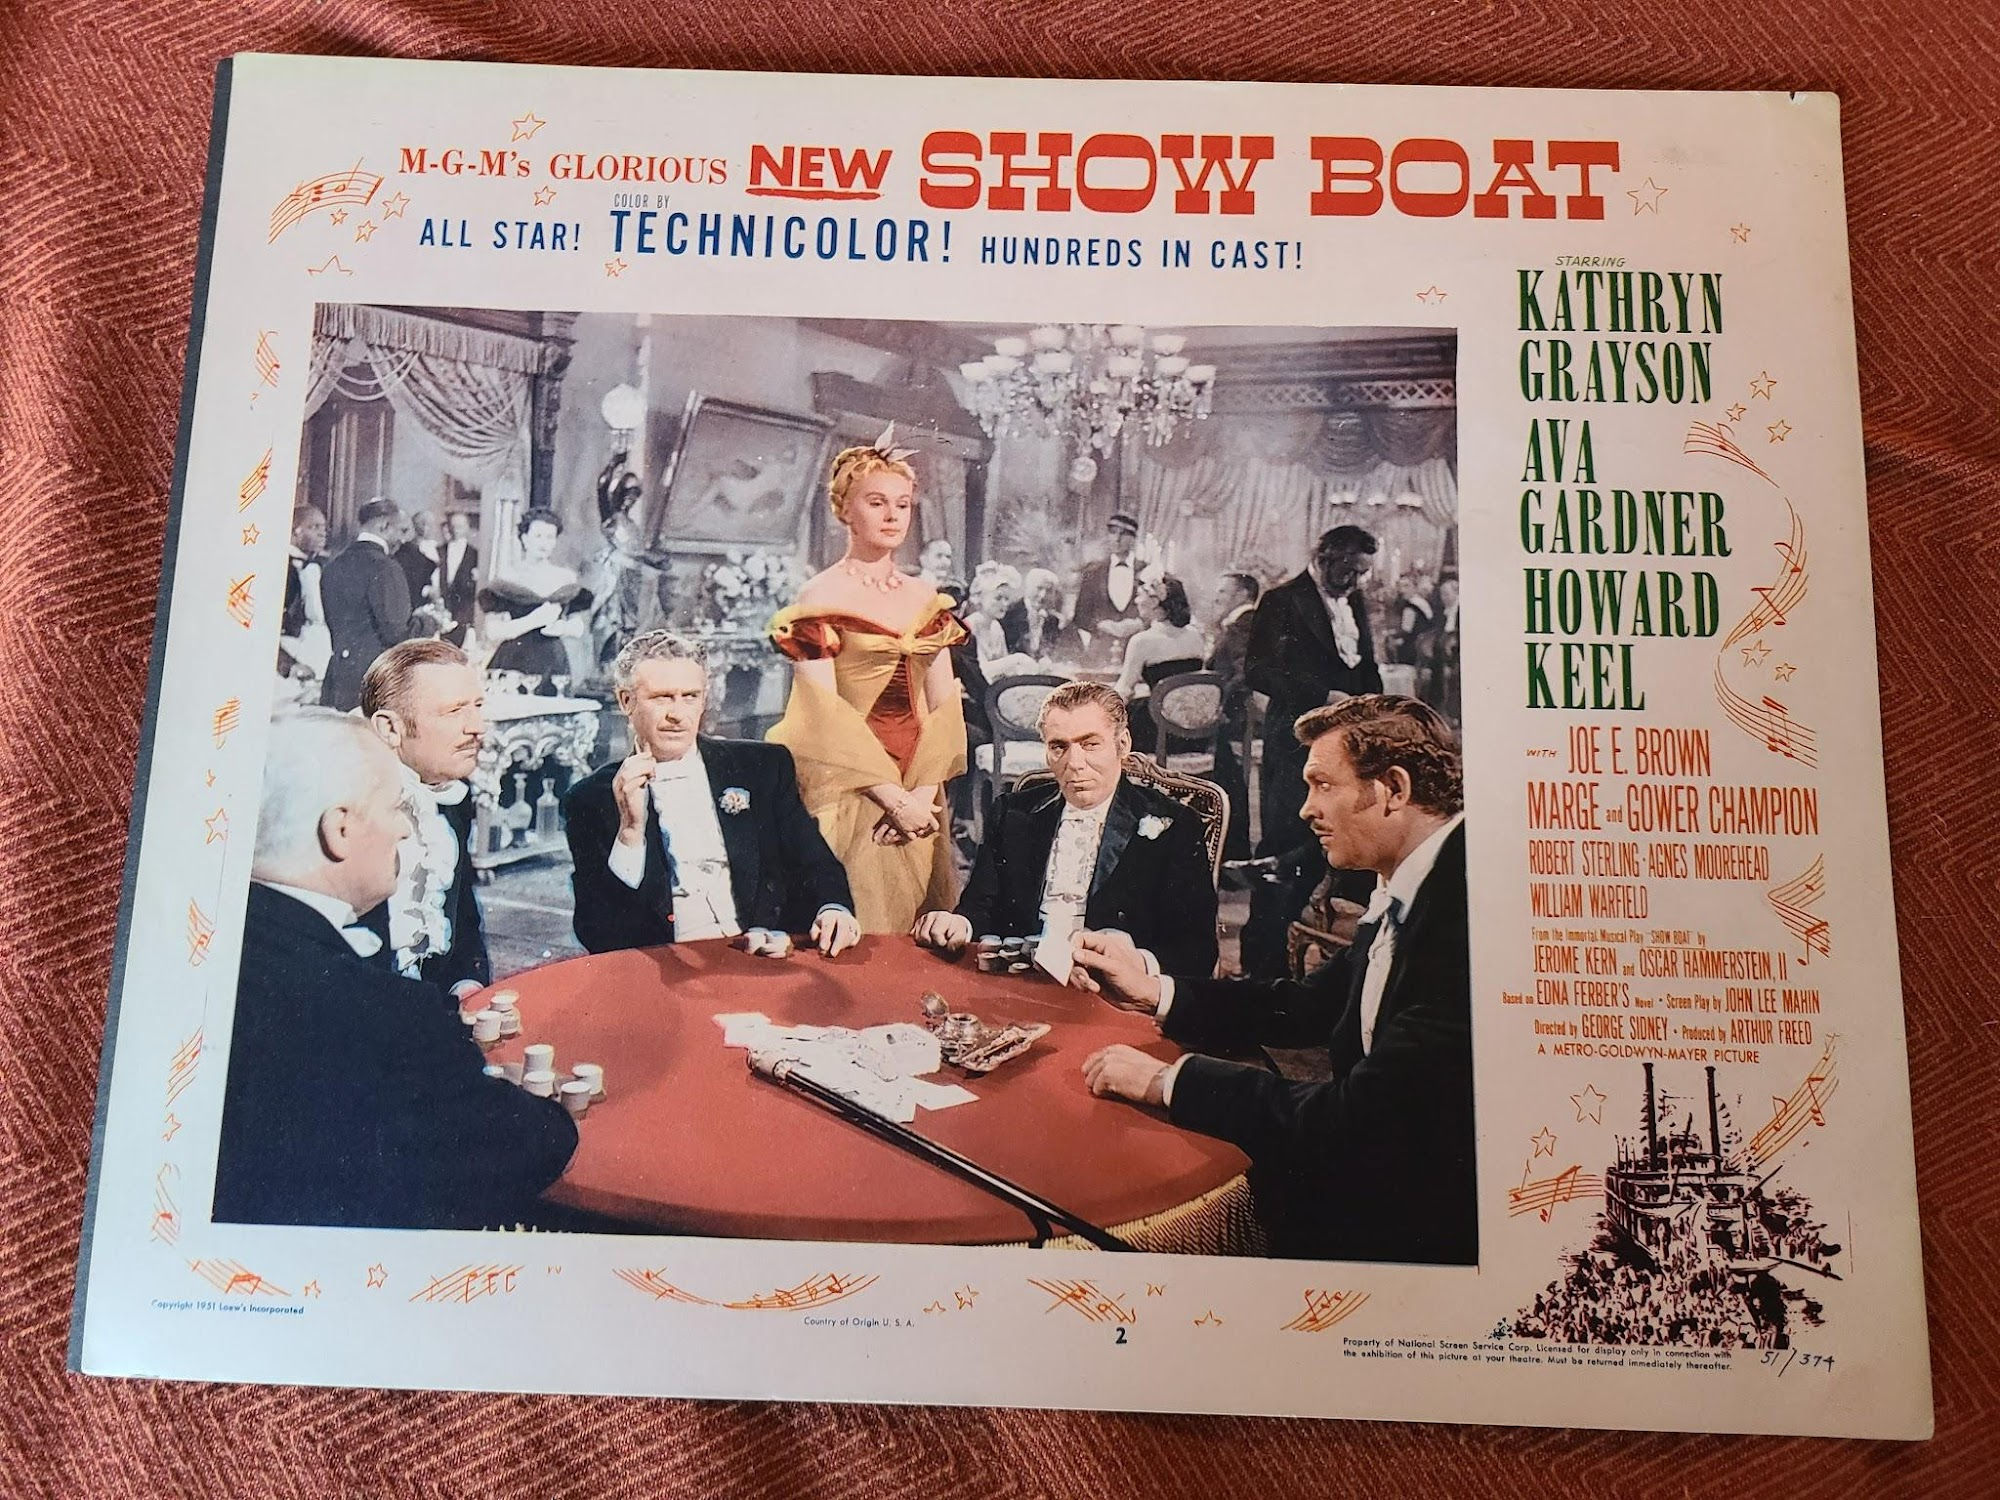 M-G-M's GLORIOUS NEW SHOW BOAT
COLOR BY
ALL STAR! TECHNICOLOR! HUNDREDS IN CAST!
STARRING
KATHRYN
GRAYSON
AVA
GARDNER
HOWARD
KEEL
WITH JOE E. BROWN
MARGE and GOWER CHAMPION
ROBERT STERLING · AGNES MOOREHEAD
WILLIAM WARFIELD
From the Immortal Musical Play "SHOW BOAT" by
JEROME KERN and OSCAR HAMMERSTEIN, II
Based on EDNA FERBER'S Novel · Screen Play by JOHN LEE MAHIN
Directed by GEORGE SIDNEY · Produced by ARTHUR FREED
A METRO-GOLDWYN-MAYER PICTURE
Copyright 1951 Loew's Incorporated
Country of Origin U. S. A.
2
Property of National Screen Service Corp. Licensed for display only in connection with
the exhibition of this picture at your theatre. Must be returned immediately thereafter.
51/374